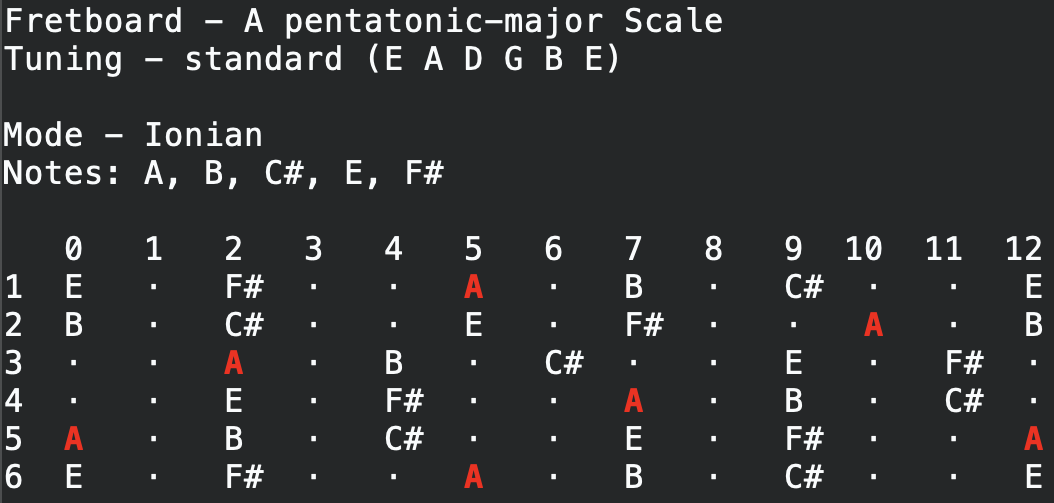 Fretboard – A pentatonic-major Scale
Tuning – standard (E A D G B E)
Mode – Ionian
Notes: A, B, C#, E, F#
   0   1   2   3   4   5   6   7   8   9  10  11  12
1  E   ·   F#  ·   ·   A   ·   B   ·   C#  ·   ·   E
2  B   ·   C#  ·   ·   E   ·   F#  ·   ·   A   ·   B
3  ·   ·   A   ·   B   ·   C#  ·   ·   E   ·   F#  ·
4  ·   ·   E   ·   F#  ·   ·   A   ·   B   ·   C#  ·
5  A   ·   B   ·   C#  ·   ·   E   ·   F#  ·   ·   A
6  E   ·   F#  ·   ·   A   ·   B   ·   C#  ·   ·   E